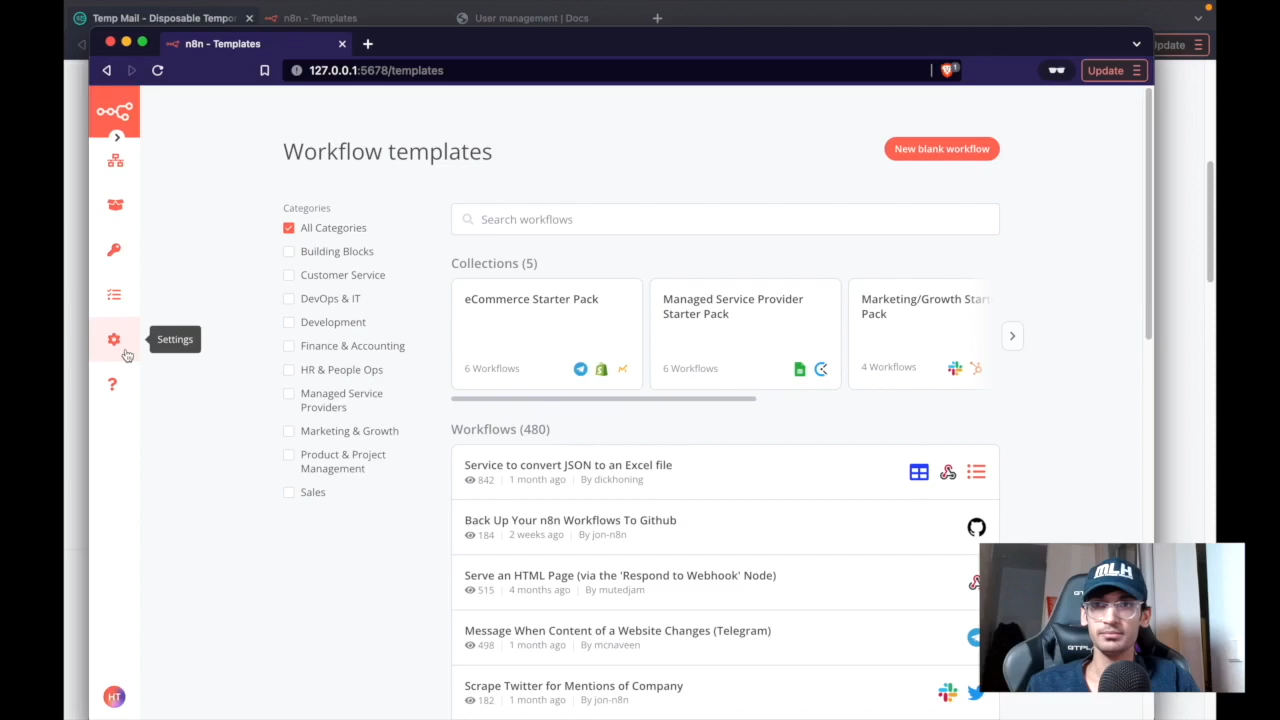 Temp Mail - Disposable Tempor
n8n - Templates
User management | Docs
n8n - Templates
127.0.0.1:5678/templates
1
Update
Update
Workflow templates
New blank workflow
Categories
All Categories
Building Blocks
Customer Service
DevOps & IT
Development
Finance & Accounting
HR & People Ops
Managed Service
Providers
Marketing & Growth
Product & Project
Management
Sales
Settings
?
HT
Search workflows
Collections (5)
eCommerce Starter Pack
6 Workflows
Managed Service Provider
Starter Pack
6 Workflows
Marketing/Growth Start
Pack
4 Workflows
Workflows (480)
Service to convert JSON to an Excel file
842 | 1 month ago | By dickhoning
Back Up Your n8n Workflows To Github
184 | 2 weeks ago | By jon-n8n
Serve an HTML Page (via the 'Respond to Webhook' Node)
515 | 4 months ago | By mutedjam
Message When Content of a Website Changes (Telegram)
498 | 1 month ago | By mcnaveen
Scrape Twitter for Mentions of Company
182 | 1 month ago | By jon-n8n
MLH